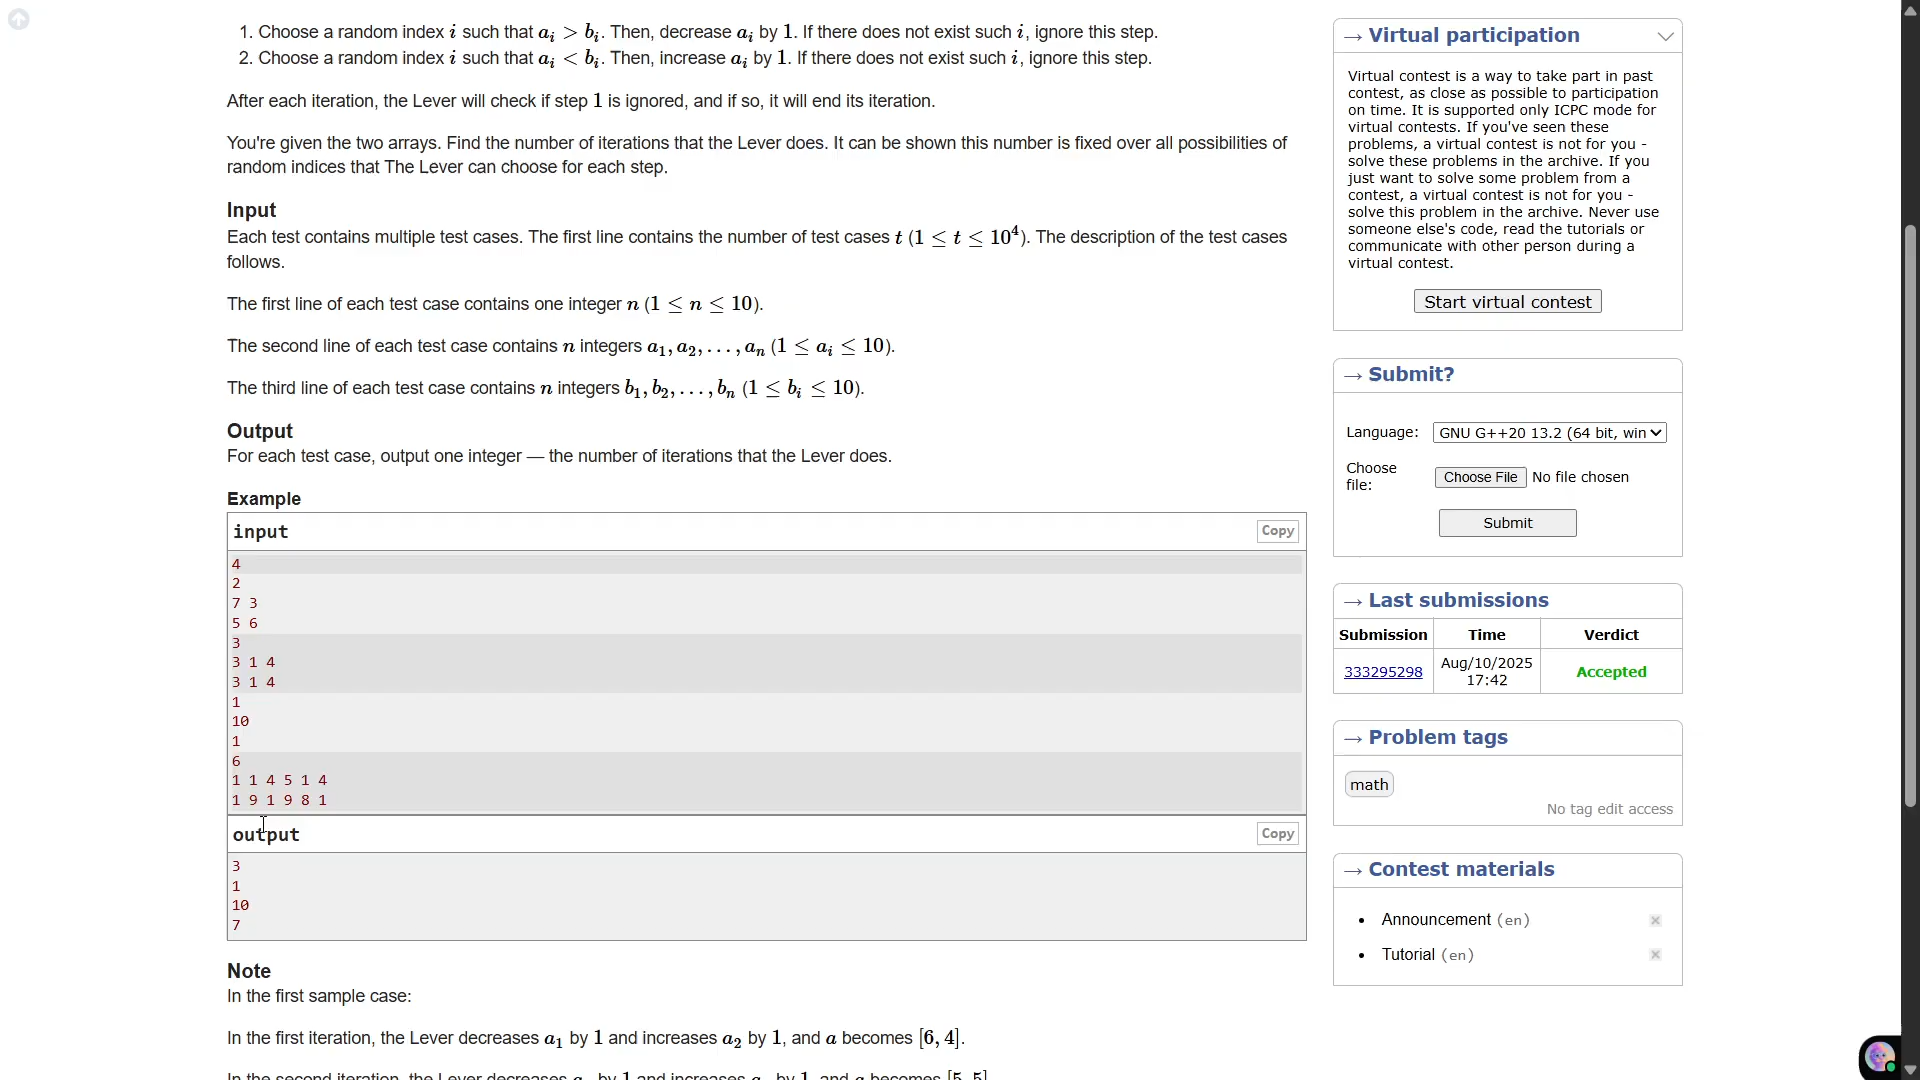 1. Choose a random index i such that a_i > b_i. Then, decrease a_i by 1. If there does not exist such i, ignore this step.
2. Choose a random index i such that a_i < b_i. Then, increase a_i by 1. If there does not exist such i, ignore this step.
After each iteration, the Lever will check if step 1 is ignored, and if so, it will end its iteration.
You're given the two arrays. Find the number of iterations that the Lever does. It can be shown this number is fixed over all possibilities of
random indices that The Lever can choose for each step.
Input
Each test contains multiple test cases. The first line contains the number of test cases t (1 ≤ t ≤ 10^4). The description of the test cases
follows.
The first line of each test case contains one integer n (1 ≤ n ≤ 10).
The second line of each test case contains n integers a_1, a_2, . . . , a_n (1 ≤ a_i ≤ 10).
The third line of each test case contains n integers b_1, b_2, . . . , b_n (1 ≤ b_i ≤ 10).
Output
For each test case, output one integer — the number of iterations that the Lever does.
Example
input
Copy
4
2
7 3
5 6
3
3 1 4
3 1 4
1
10
1
6
1 1 4 5 1 4
1 9 1 9 8 1
output
Copy
3
1
10
7
Note
In the first sample case:
In the first iteration, the Lever decreases a_1 by 1 and increases a_2 by 1, and a becomes [6, 4].
In the second iteration, the Lever decreases a_1 by 1 and increases a_2 by 1, and a becomes [5, 5].
→ Virtual participation
Virtual contest is a way to take part in past
contest, as close as possible to participation
on time. It is supported only ICPC mode for
virtual contests. If you've seen these
problems, a virtual contest is not for you -
solve these problems in the archive. If you
just want to solve some problem from a
contest, a virtual contest is not for you -
solve this problem in the archive. Never use
someone else's code, read the tutorials or
communicate with other person during a
virtual contest.
Start virtual contest
→ Submit?
Language: GNU G++20 13.2 (64 bit, win
Choose
file:
Choose File No file chosen
Submit
→ Last submissions
Submission Time Verdict
333295298 Aug/10/2025
17:42 Accepted
→ Problem tags
math
No tag edit access
→ Contest materials
• Announcement (en) ×
• Tutorial (en) ×